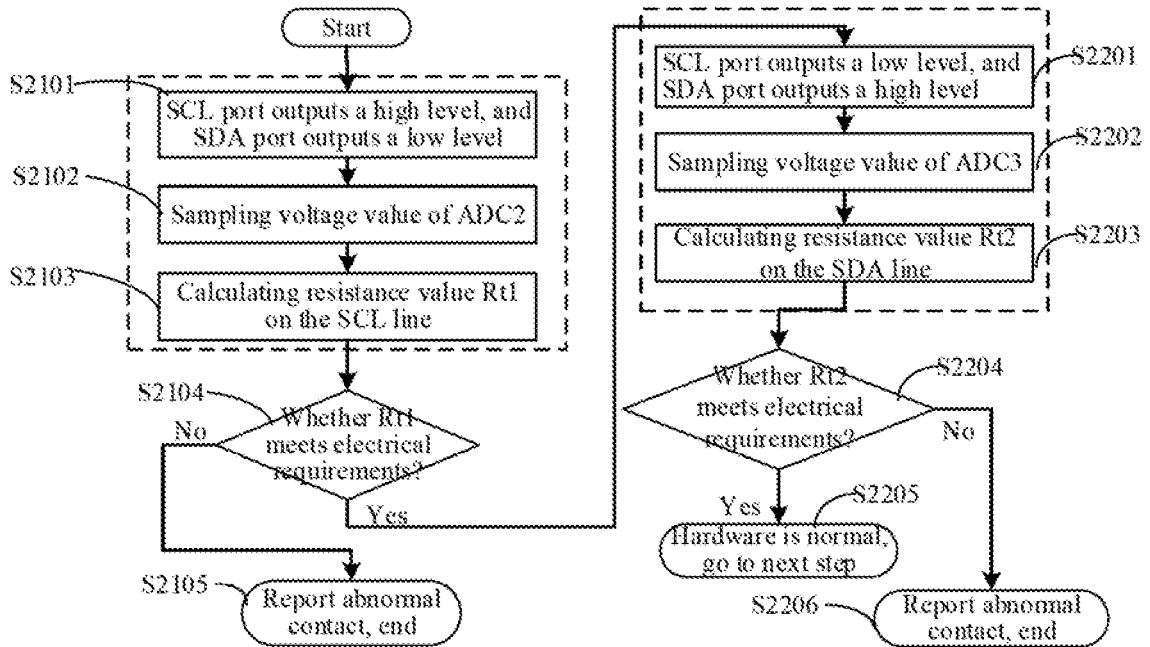 Start
S2101
SCL port outputs a high level, and
SDA port outputs a low level
S2102
Sampling voltage value of ADC2
S2103
Calculating resistance value Rt1
on the SCL line
S2104
Whether Rt1
meets electrical
requirements?
No
Yes
S2105
Report abnormal
contact, end
S2201
SCL port outputs a low level, and
SDA port outputs a high level
S2202
Sampling voltage value of ADC3
S2203
Calculating resistance value Rt2
on the SDA line
S2204
Whether Rt2
meets electrical
requirements?
No
Yes
S2205
Hardware is normal,
go to next step
S2206
Report abnormal
contact, end